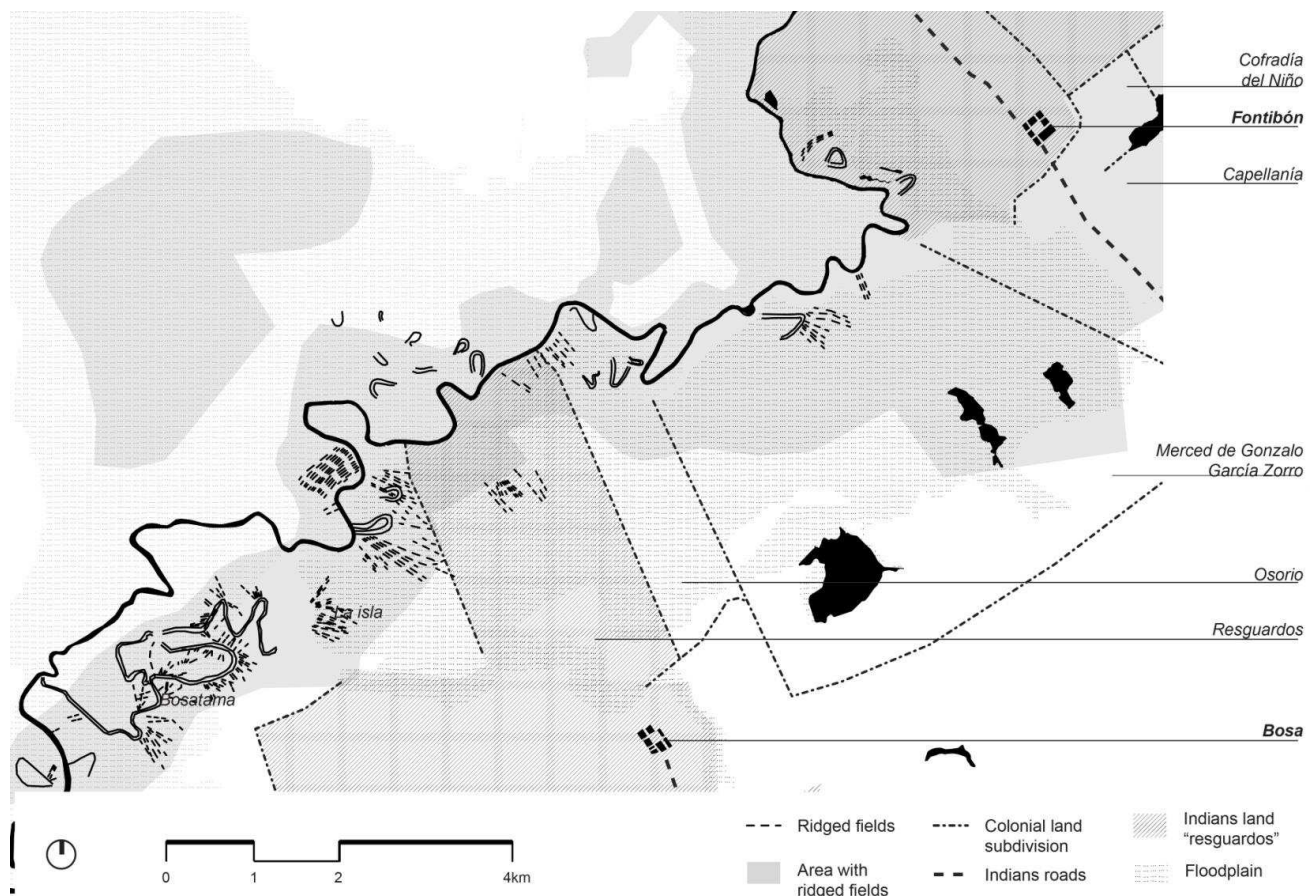 Cofradía
del Niño
Fontibón
Capellanía
Merced de Gonzalo
García Zorro
Osorio
La isla
Resguardos
Bosatama
Bosa
Ridged fields
Colonial land
subdivision
Indians land
"resguardos"
Area with
ridged fields
Indians roads
Floodplain
0 1 2 4km